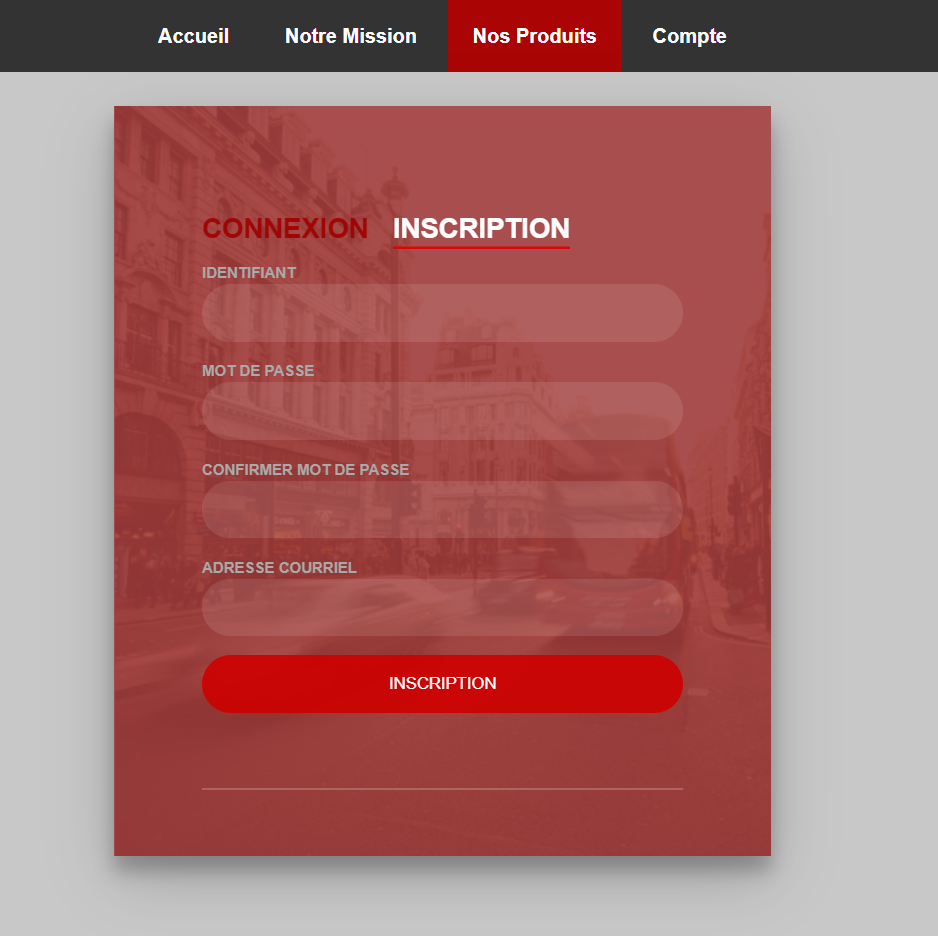 Accueil Notre Mission Nos Produits Compte
CONNEXION INSCRIPTION
IDENTIFIANT
MOT DE PASSE
CONFIRMER MOT DE PASSE
ADRESSE COURRIEL
INSCRIPTION